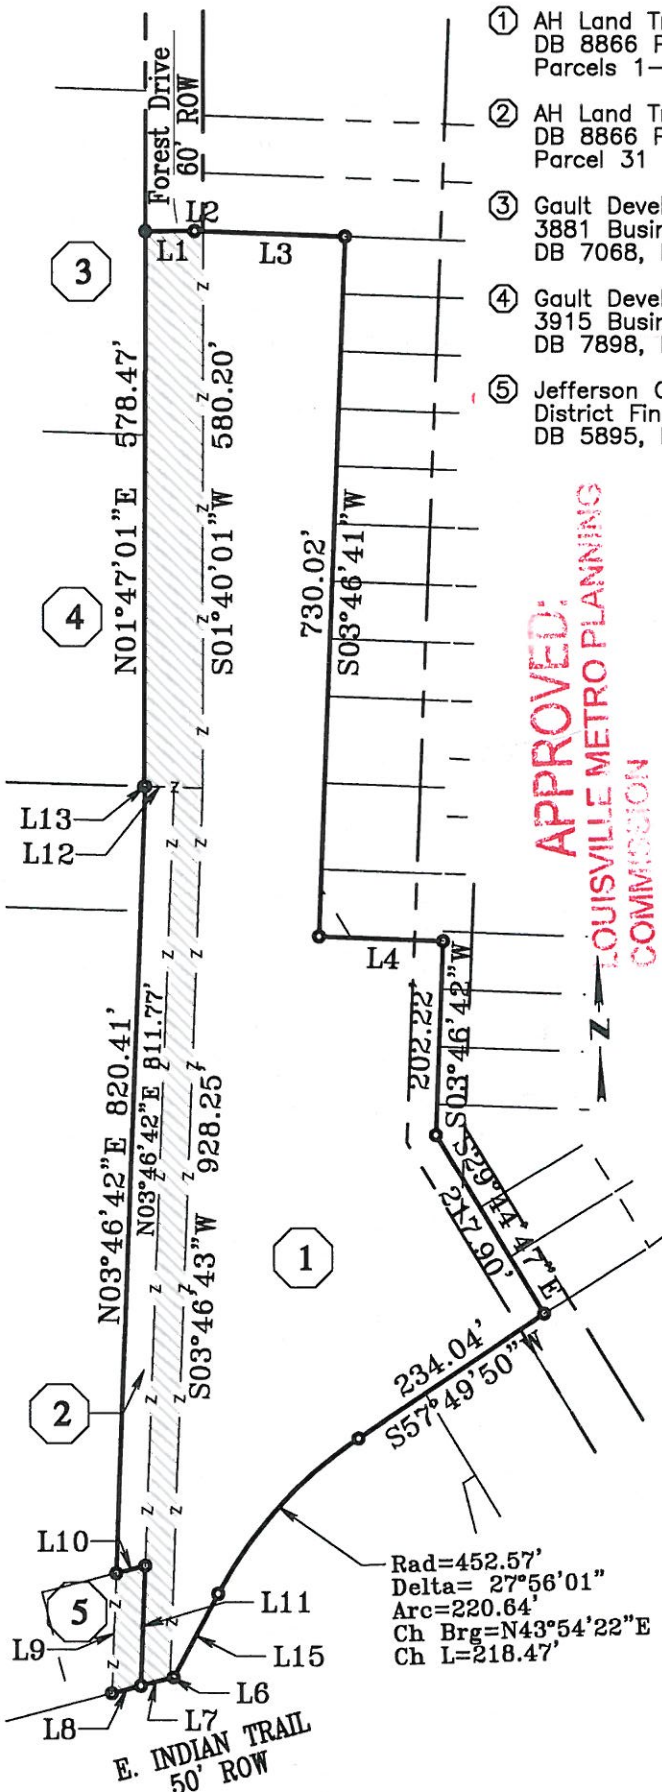 ① AH Land Tr
DB 8866 P
Parcels 1-
② AH Land Tr
DB 8866 P
Parcel 31
③ Gault Devel
3881 Busin
DB 7068,
④ Gault Devel
3915 Busin
DB 7898,
⑤ Jefferson
District Fin
DB 5895,
Forest Drive
60' ROW
L2
L1
L3
3
578.47'
580.20'
N01°47'01"E
S01°40'01"W
4
730.02'
S03°46'41"W
APPROVED:
LOUISVILLE METRO PLANNING
COMMISSION
L13
L12
L4
N
202.22
S03°46'42"W
N03°46'42"E 820.41'
N03°46'42"E 811.77'
928.25'
S03°46'43"W
S29°44'47"E
217.90'
1
234.04'
S57°49'50"W
2
L10
5
L11
L9
L15
L6
L7
L8
Rad=452.57'
Delta= 27°56'01"
Arc=220.64'
Ch Brg=N43°54'22"E
Ch L=218.47'
E. INDIAN TRAIL
50' ROW